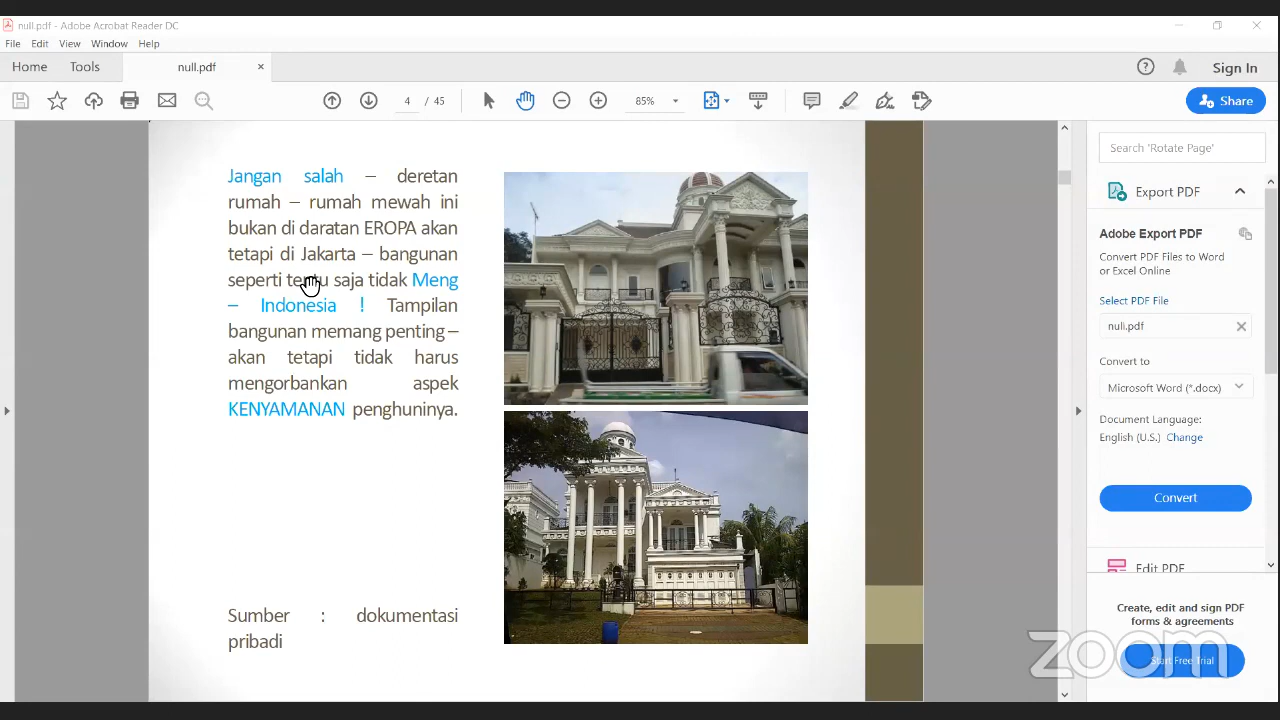 null.pdf - Adobe Acrobat Reader DC
File Edit View Window Help
Home Tools null.pdf ×
Sign In
4 / 45
85%
Share
Jangan salah – deretan
rumah – rumah mewah ini
bukan di daratan EROPA akan
tetapi di Jakarta – bangunan
seperti tentu saja tidak Meng
– Indonesia ! Tampilan
bangunan memang penting –
akan tetapi tidak harus
mengorbankan aspek
KENYAMANAN penghuninya.
Sumber : dokumentasi
pribadi
Search 'Rotate Page'
Export PDF
Adobe Export PDF
Convert PDF Files to Word
or Excel Online
Select PDF File
null.pdf
Convert to
Microsoft Word (*.docx)
Document Language:
English (U.S.) Change
Convert
Edit PDF
Create, edit and sign PDF
forms & agreements
Start Free Trial
zoom